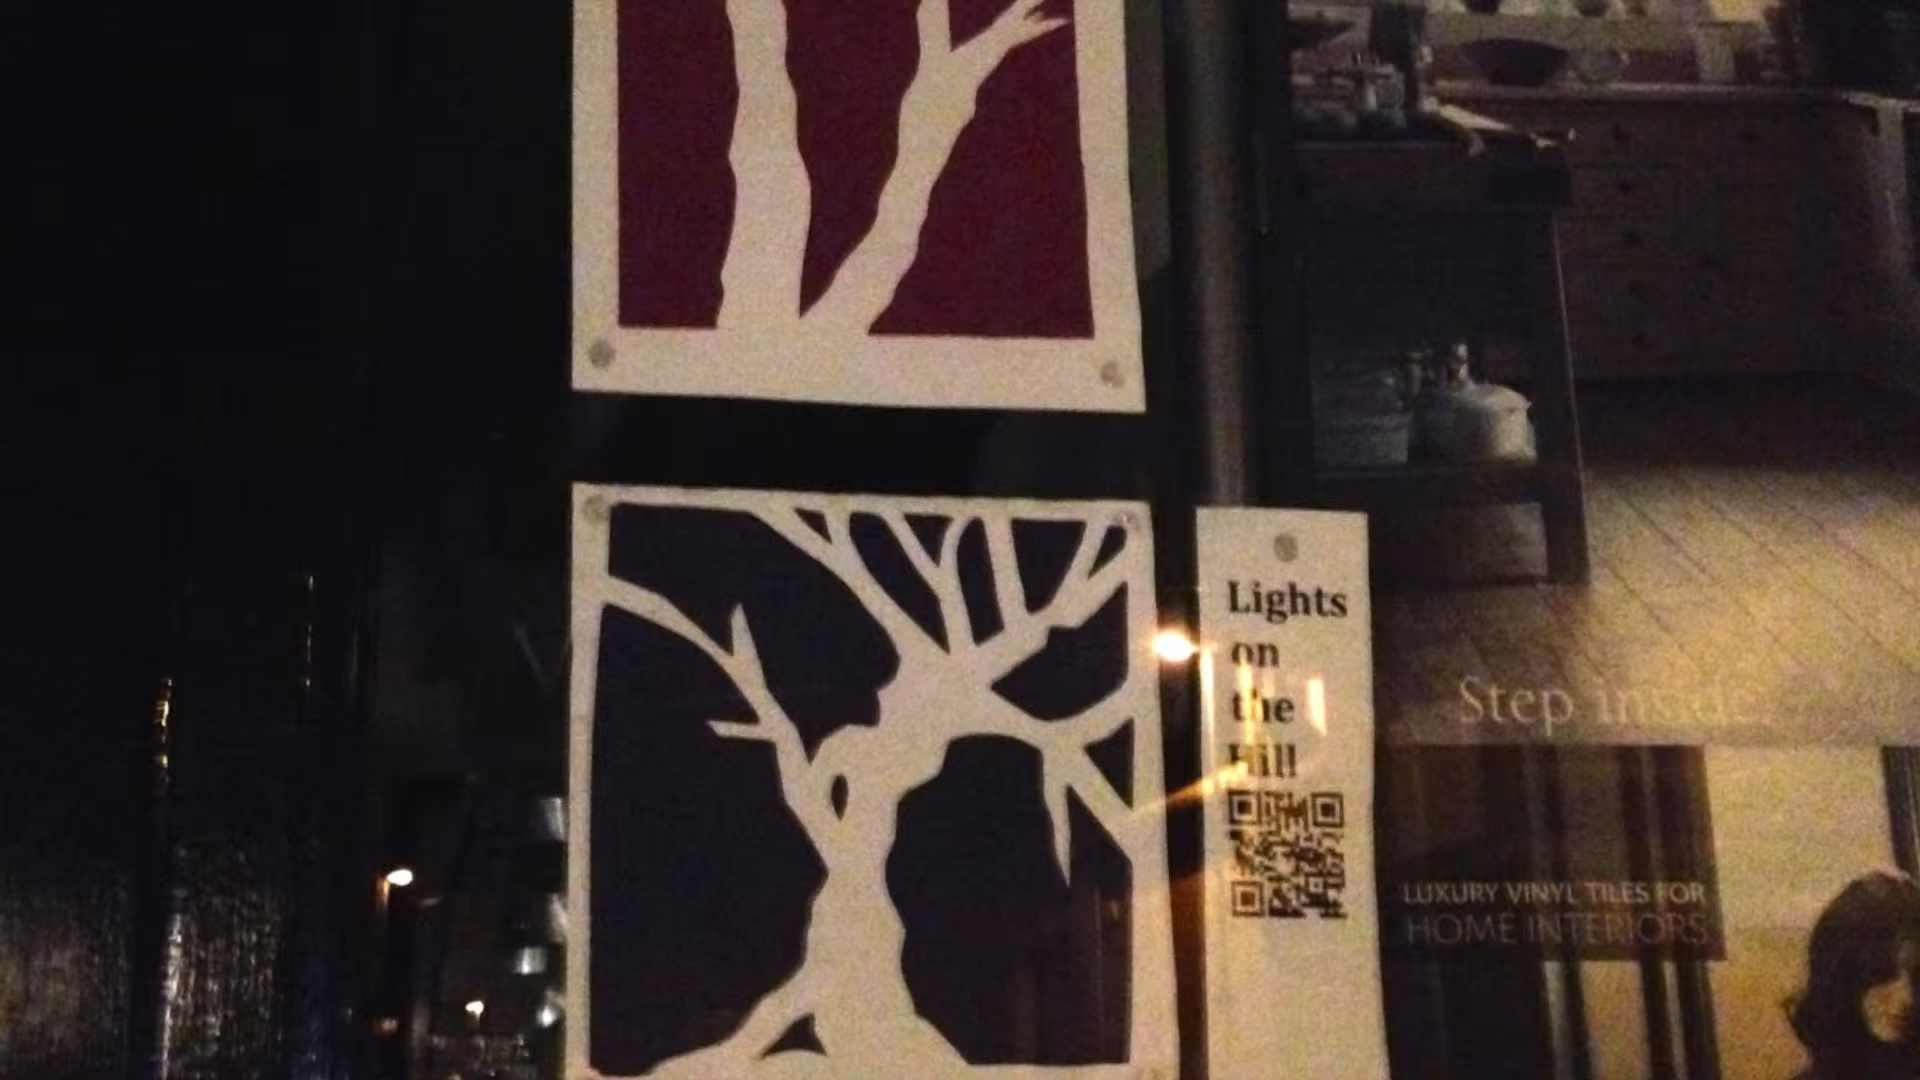 Lights
on
the
Hill
Step inside
LUXURY VINYL TILES FOR
HOME INTERIORS